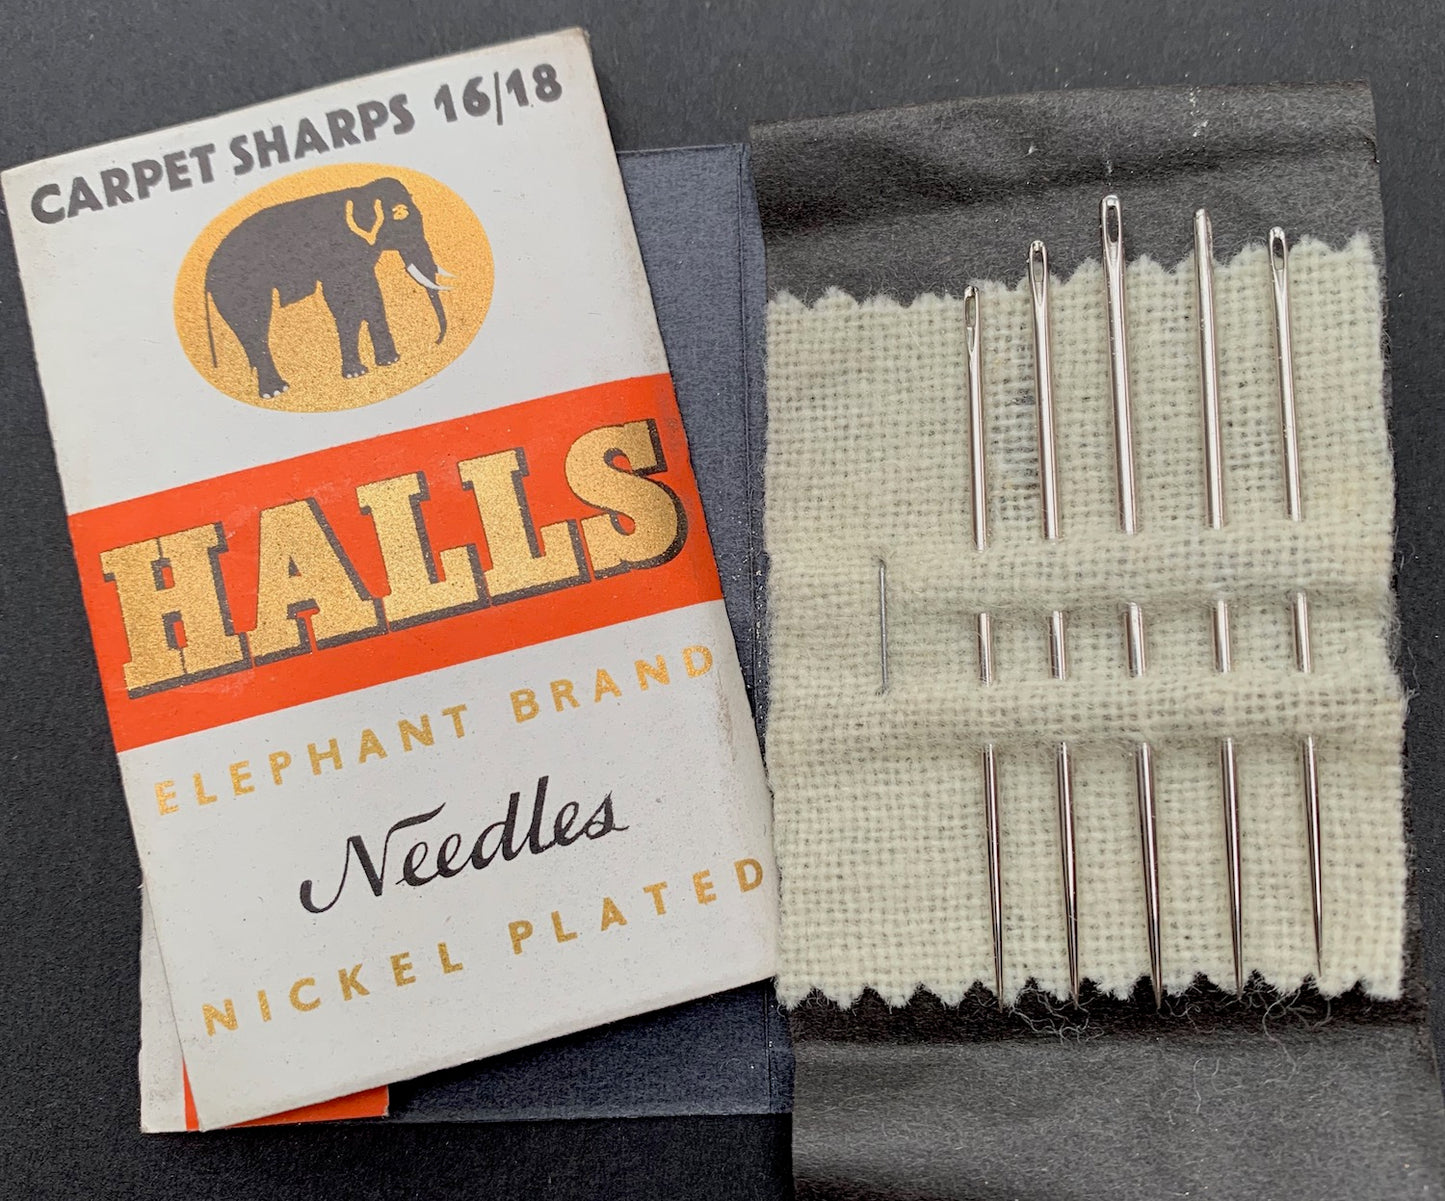 CARPET SHARPS 16/18
HALLS
ELEPHANT BRAND
Needles
NICKEL PLATED